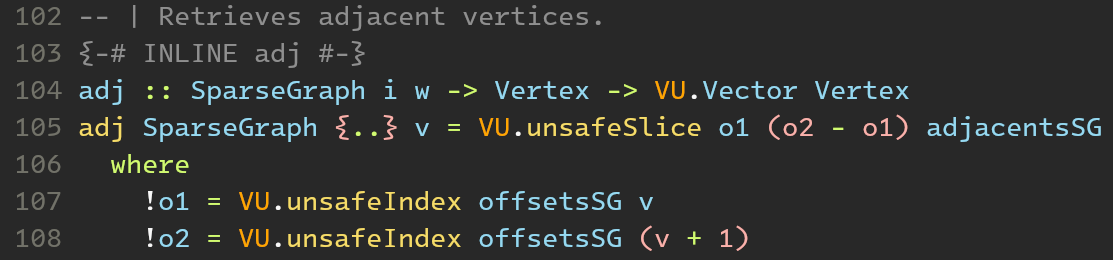 102 -- | Retrieves adjacent vertices.
103 {-# INLINE adj #-}
104 adj :: SparseGraph i w -> Vertex -> VU.Vector Vertex
105 adj SparseGraph {..} v = VU.unsafeSlice o1 (o2 - o1) adjacentsSG
106   where
107     !o1 = VU.unsafeIndex offsetsSG v
108     !o2 = VU.unsafeIndex offsetsSG (v + 1)